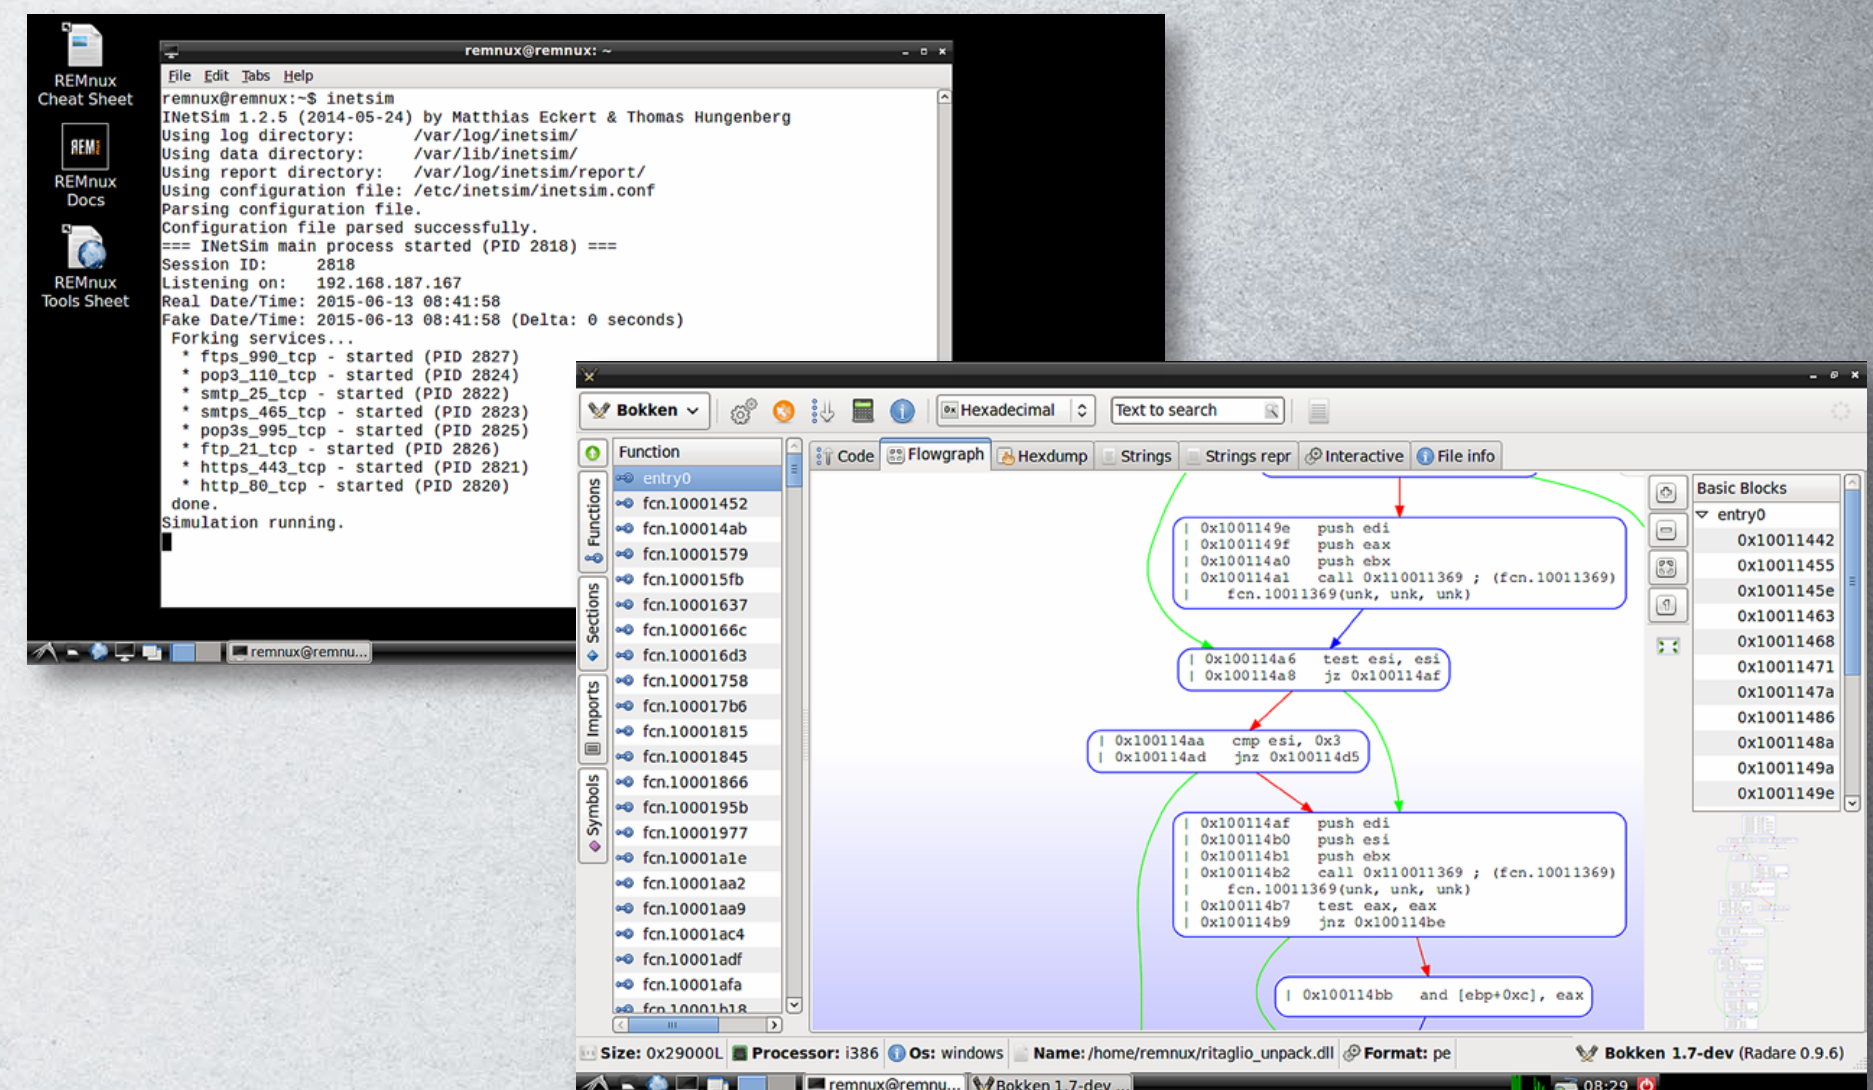 REMnux
Cheat Sheet
REM
REMnux
Docs
REMnux
Tools Sheet
remnux@remnux: ~
File Edit Tabs Help
remnux@remnux:~$ inetsim
INetSim 1.2.5 (2014-05-24) by Matthias Eckert & Thomas Hungenberg
Using log directory: /var/log/inetsim/
Using data directory: /var/lib/inetsim/
Using report directory: /var/log/inetsim/report/
Using configuration file: /etc/inetsim/inetsim.conf
Parsing configuration file.
Configuration file parsed successfully.
=== INetSim main process started (PID 2818) ===
Session ID: 2818
Listening on: 192.168.187.167
Real Date/Time: 2015-06-13 08:41:58
Fake Date/Time: 2015-06-13 08:41:58 (Delta: 0 seconds)
Forking services...
* ftps_990_tcp - started (PID 2827)
* pop3_110_tcp - started (PID 2824)
* smtp_25_tcp - started (PID 2822)
* smtps_465_tcp - started (PID 2823)
* pop3s_995_tcp - started (PID 2825)
* ftp_21_tcp - started (PID 2826)
* https_443_tcp - started (PID 2821)
* http_80_tcp - started (PID 2820)
done.
Simulation running.
remnux@remnu...
Bokken
Hexadecimal
Text to search
Functions
Sections
Imports
Symbols
Function
entry0
fcn.10001452
fcn.100014ab
fcn.10001579
fcn.100015fb
fcn.10001637
fcn.1000166c
fcn.100016d3
fcn.10001758
fcn.100017b6
fcn.10001815
fcn.10001845
fcn.10001866
fcn.1000195b
fcn.10001977
fcn.10001a1e
fcn.10001aa2
fcn.10001aa9
fcn.10001ac4
fcn.10001adf
fcn.10001afa
fcn.10001b18
Code Flowgraph Hexdump Strings Strings repr Interactive File info
| 0x1001149e push edi
| 0x1001149f push eax
| 0x100114a0 push ebx
| 0x100114a1 call 0x110011369 ; (fcn.10011369)
| fcn.10011369(unk, unk, unk)
| 0x100114a6 test esi, esi
| 0x100114a8 jz 0x100114af
| 0x100114aa cmp esi, 0x3
| 0x100114ad jnz 0x100114d5
| 0x100114af push edi
| 0x100114b0 push esi
| 0x100114b1 push ebx
| 0x100114b2 call 0x110011369 ; (fcn.10011369)
| fcn.10011369(unk, unk, unk)
| 0x100114b7 test eax, eax
| 0x100114b9 jnz 0x100114be
| 0x100114bb and [ebp+0xc], eax
Basic Blocks
entry0
0x10011442
0x10011455
0x1001145e
0x10011463
0x10011468
0x10011471
0x1001147a
0x10011486
0x1001148a
0x1001149a
0x1001149e
Size: 0x29000L Processor: i386 Os: windows Name: /home/remnux/ritaglio_unpack.dll Format: pe Bokken 1.7-dev (Radare 0.9.6)
remnux@remnu... Bokken 1.7-dev ... 08:29